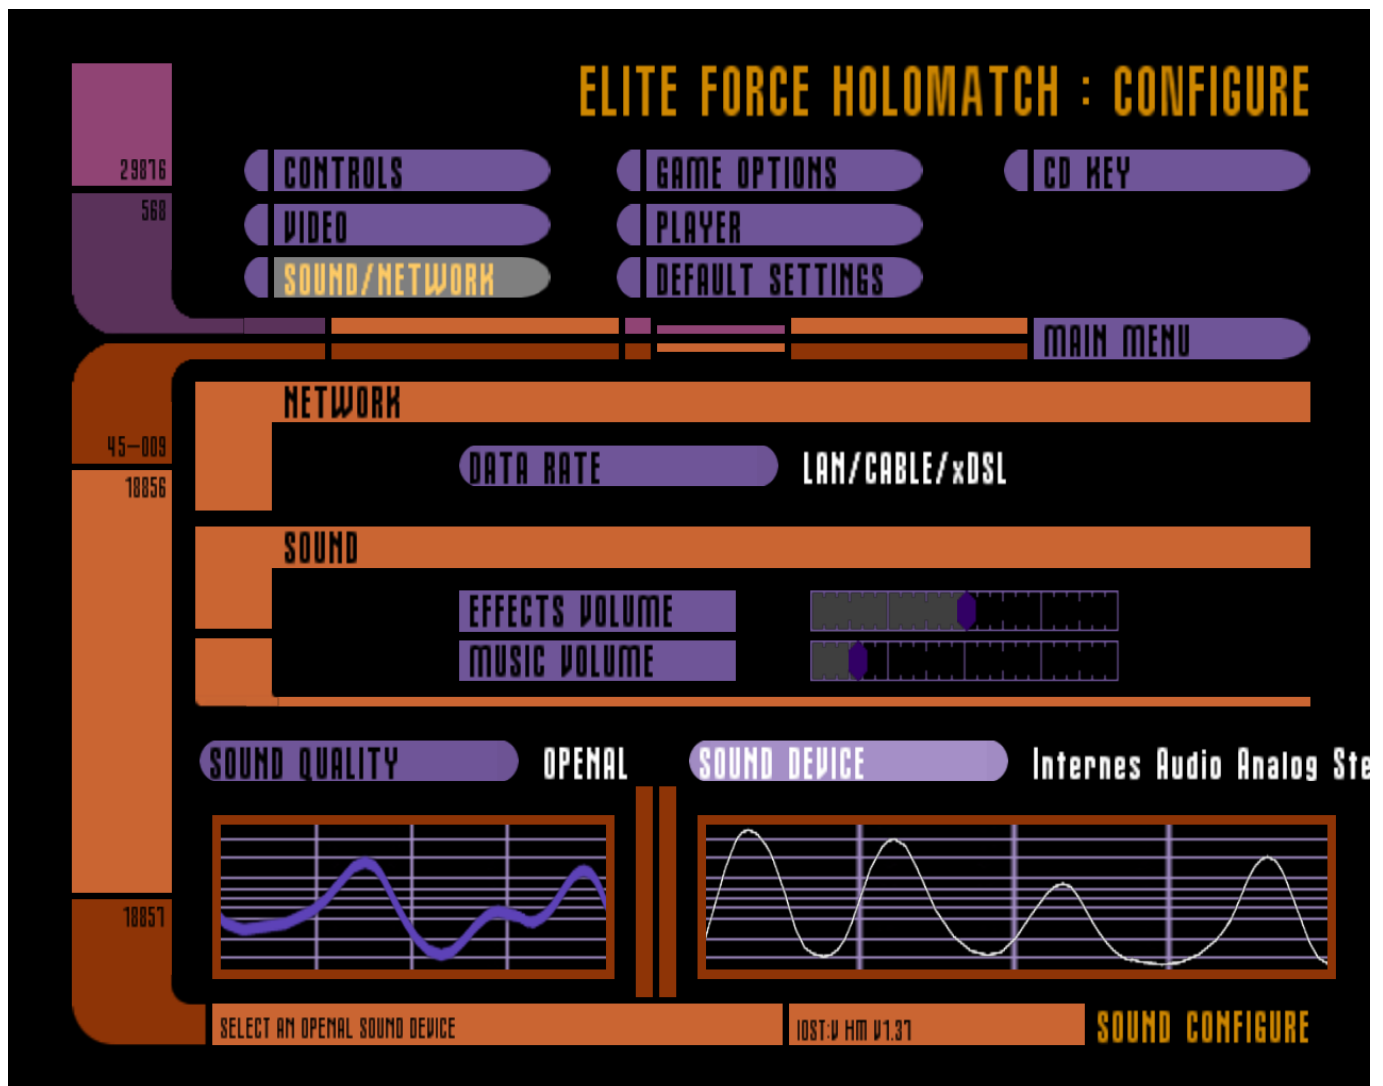 ELITE FORCE HOLOMATCH : CONFIGURE
29876
568
CONTROLS
GAME OPTIONS
CD KEY
VIDEO
PLAYER
SOUND/NETWORK
DEFAULT SETTINGS
MAIN MENU
NETWORK
45-009
18856
DATA RATE
LAN/CABLE/xDSL
SOUND
EFFECTS VOLUME
MUSIC VOLUME
SOUND QUALITY
OPENAL
SOUND DEVICE
Internes Audio Analog Ste
18857
SELECT AN OPENAL SOUND DEVICE
IOST:V HM V1.37
SOUND CONFIGURE